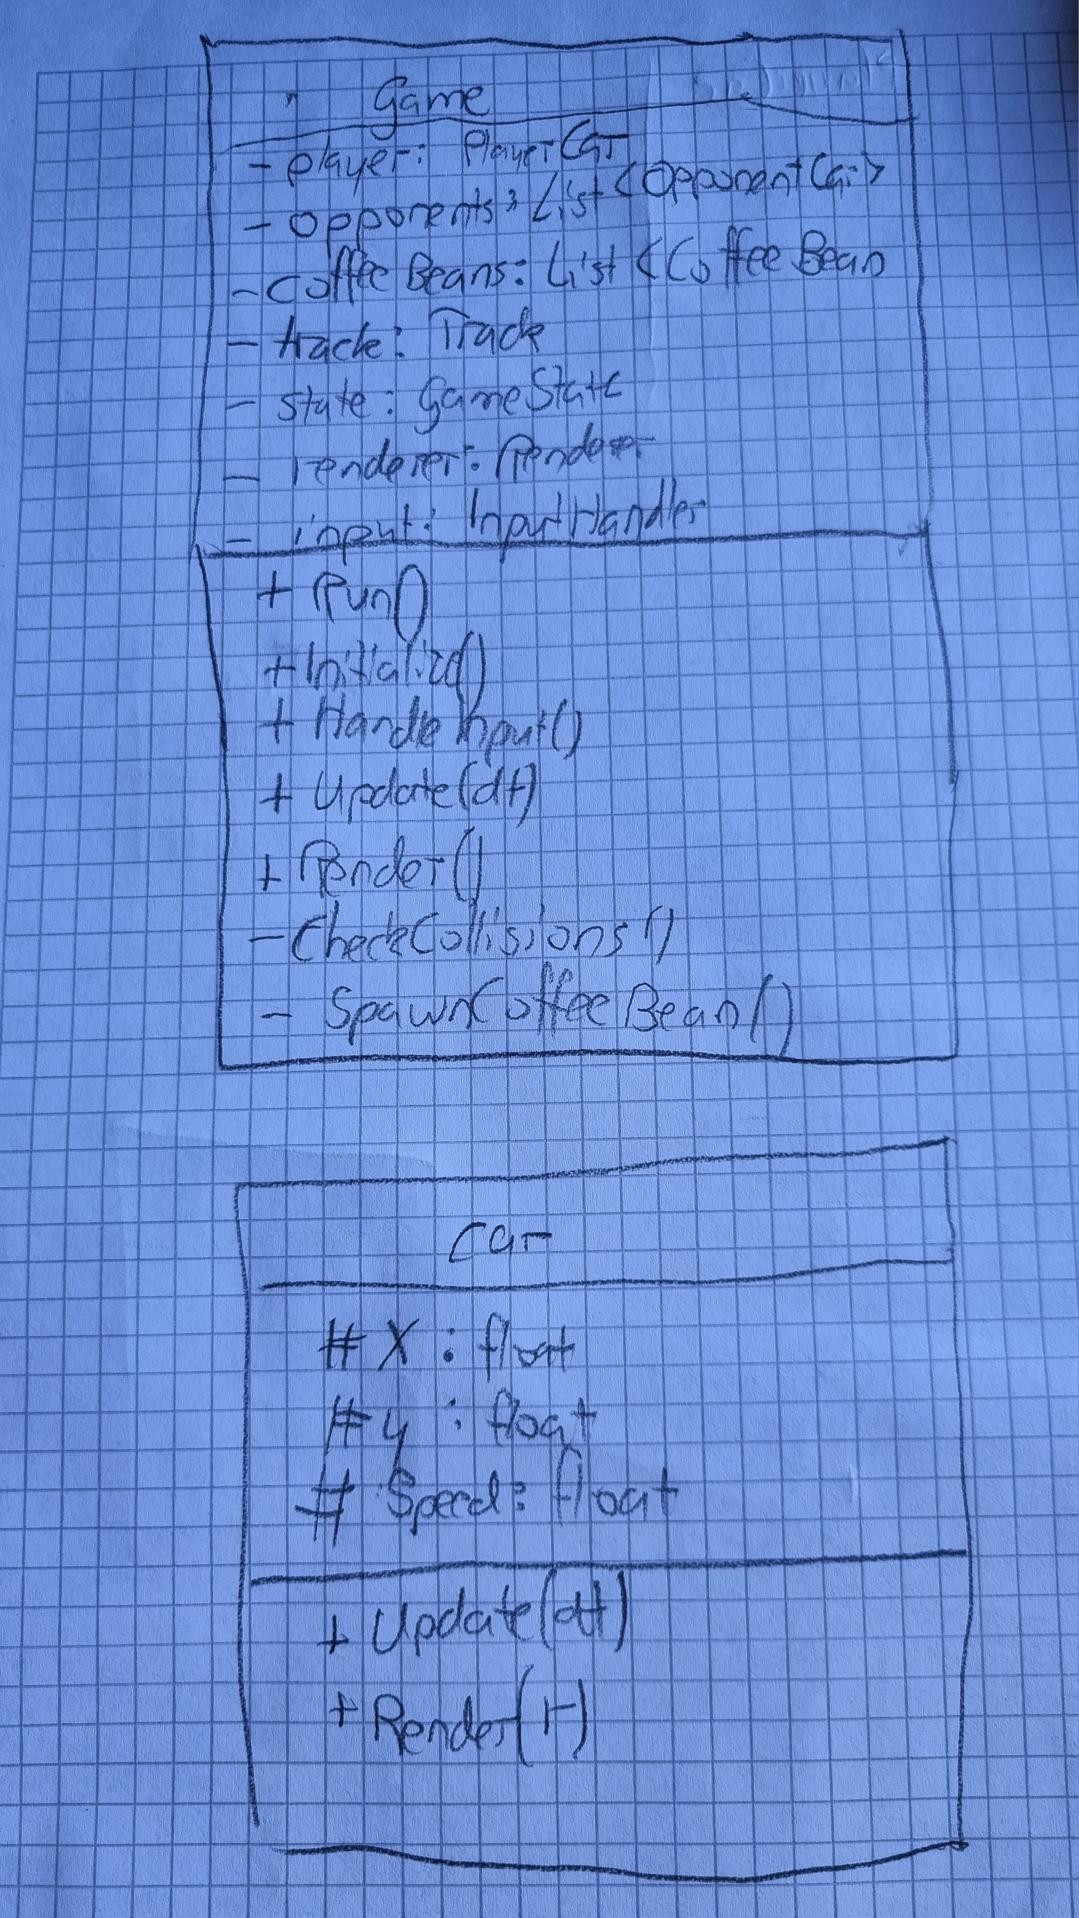 Game
- player: PlayerCar
- opponents: List <OpponentCar>
- CoffeeBeans: List <CoffeeBean
- track: Track
- state: GameState
- renderer: Renderer
- input: InputHandler
+ Run()
+ Initialize()
+ HandleInput()
+ Update(dt)
+ Render()
- CheckCollisions()
- SpawnCoffeeBean()
Car
# X : float
# y : float
# Speed: float
+ Update(dt)
+ Render(r)